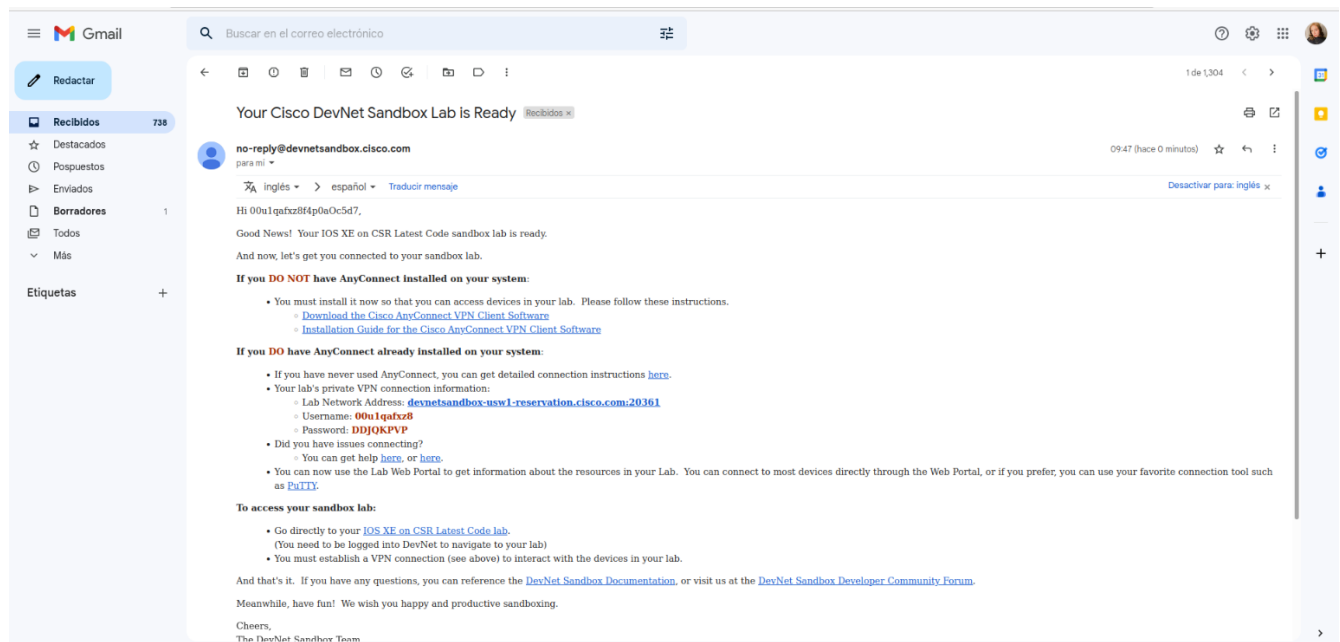 Gmail
Buscar en el correo electrónico
Redactar
1 de 1,304
Recibidos 738
Destacados
Pospuestos
Enviados
Borradores 1
Todos
Más
Etiquetas
Your Cisco DevNet Sandbox Lab is Ready Recibidos ×
no-reply@devnetsandbox.cisco.com 09:47 (hace 0 minutos)
para mí
inglés > español Traducir mensaje Desactivar para: inglés ×
Hi 00u1qafxz8f4p0aOc5d7,
Good News! Your IOS XE on CSR Latest Code sandbox lab is ready.
And now, let's get you connected to your sandbox lab.
If you DO NOT have AnyConnect installed on your system:
• You must install it now so that you can access devices in your lab. Please follow these instructions.
◦ Download the Cisco AnyConnect VPN Client Software
◦ Installation Guide for the Cisco AnyConnect VPN Client Software
If you DO have AnyConnect already installed on your system:
• If you have never used AnyConnect, you can get detailed connection instructions here.
• Your lab's private VPN connection information:
◦ Lab Network Address: devnetsandbox-usw1-reservation.cisco.com:20361
◦ Username: 00u1qafxz8
◦ Password: DDJQKPVP
• Did you have issues connecting?
◦ You can get help here, or here.
• You can now use the Lab Web Portal to get information about the resources in your Lab. You can connect to most devices directly through the Web Portal, or if you prefer, you can use your favorite connection tool such
as PuTTY.
To access your sandbox lab:
• Go directly to your IOS XE on CSR Latest Code lab.
(You need to be logged into DevNet to navigate to your lab)
• You must establish a VPN connection (see above) to interact with the devices in your lab.
And that's it. If you have any questions, you can reference the DevNet Sandbox Documentation, or visit us at the DevNet Sandbox Developer Community Forum.
Meanwhile, have fun! We wish you happy and productive sandboxing.
Cheers,
The DevNet Sandbox Team